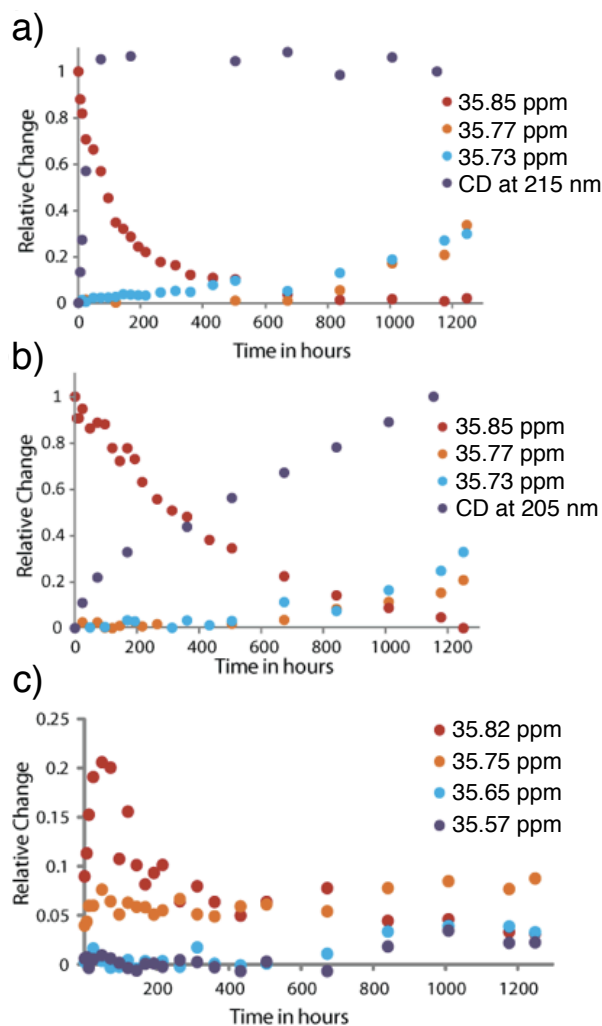 a)
Relative Change
1
0.8
0.6
0.4
0.2
0
0 200 400 600 800 1000 1200
Time in hours
35.85 ppm
35.77 ppm
35.73 ppm
CD at 215 nm
b)
Relative Change
1
0.8
0.6
0.4
0.2
0
0 200 400 600 800 1000 1200
Time in hours
35.85 ppm
35.77 ppm
35.73 ppm
CD at 205 nm
c)
Relative Change
0.25
0.2
0.15
0.1
0.05
0
200 400 600 800 1000 1200
Time in hours
35.82 ppm
35.75 ppm
35.65 ppm
35.57 ppm